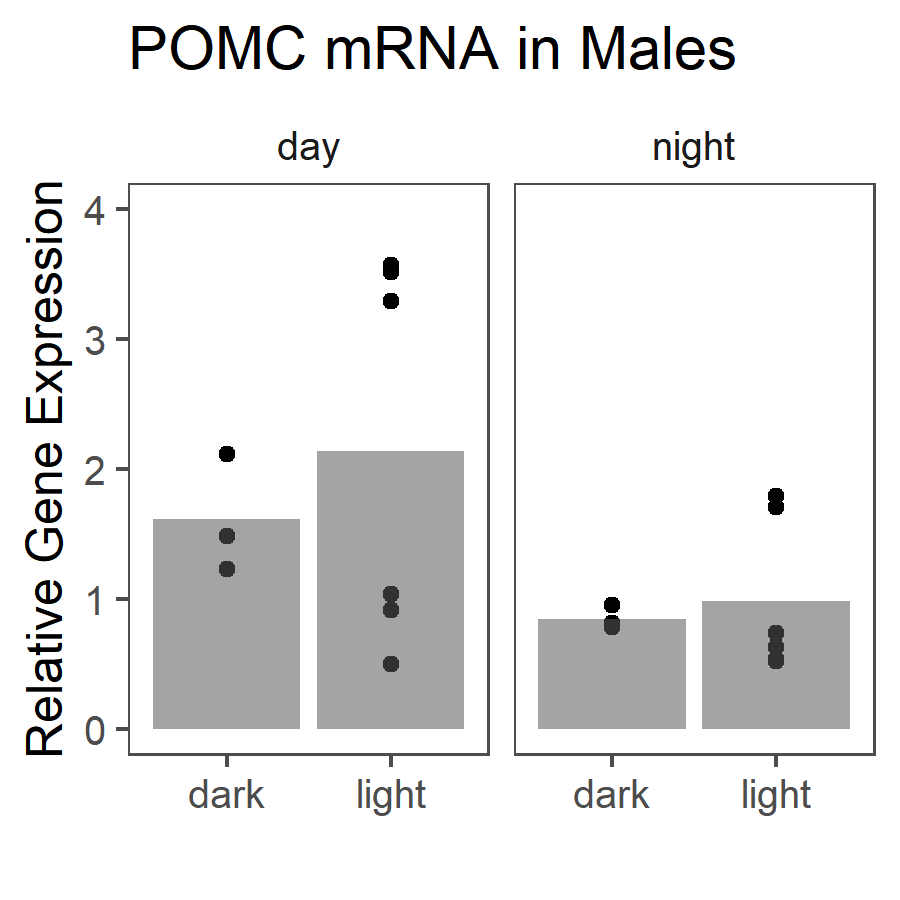 POMC mRNA in Males
day
night
Relative Gene Expression
4
3
2
1
0
dark
light
dark
light